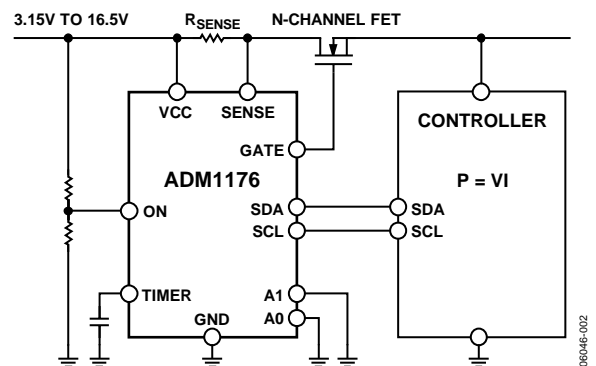 3.15V TO 16.5V RSENSE N-CHANNEL FET
VCC SENSE
CONTROLLER
GATE
ADM1176
P = VI
ON
SDA
SDA
SCL
SCL
TIMER
A1
GND
A0
06046-002